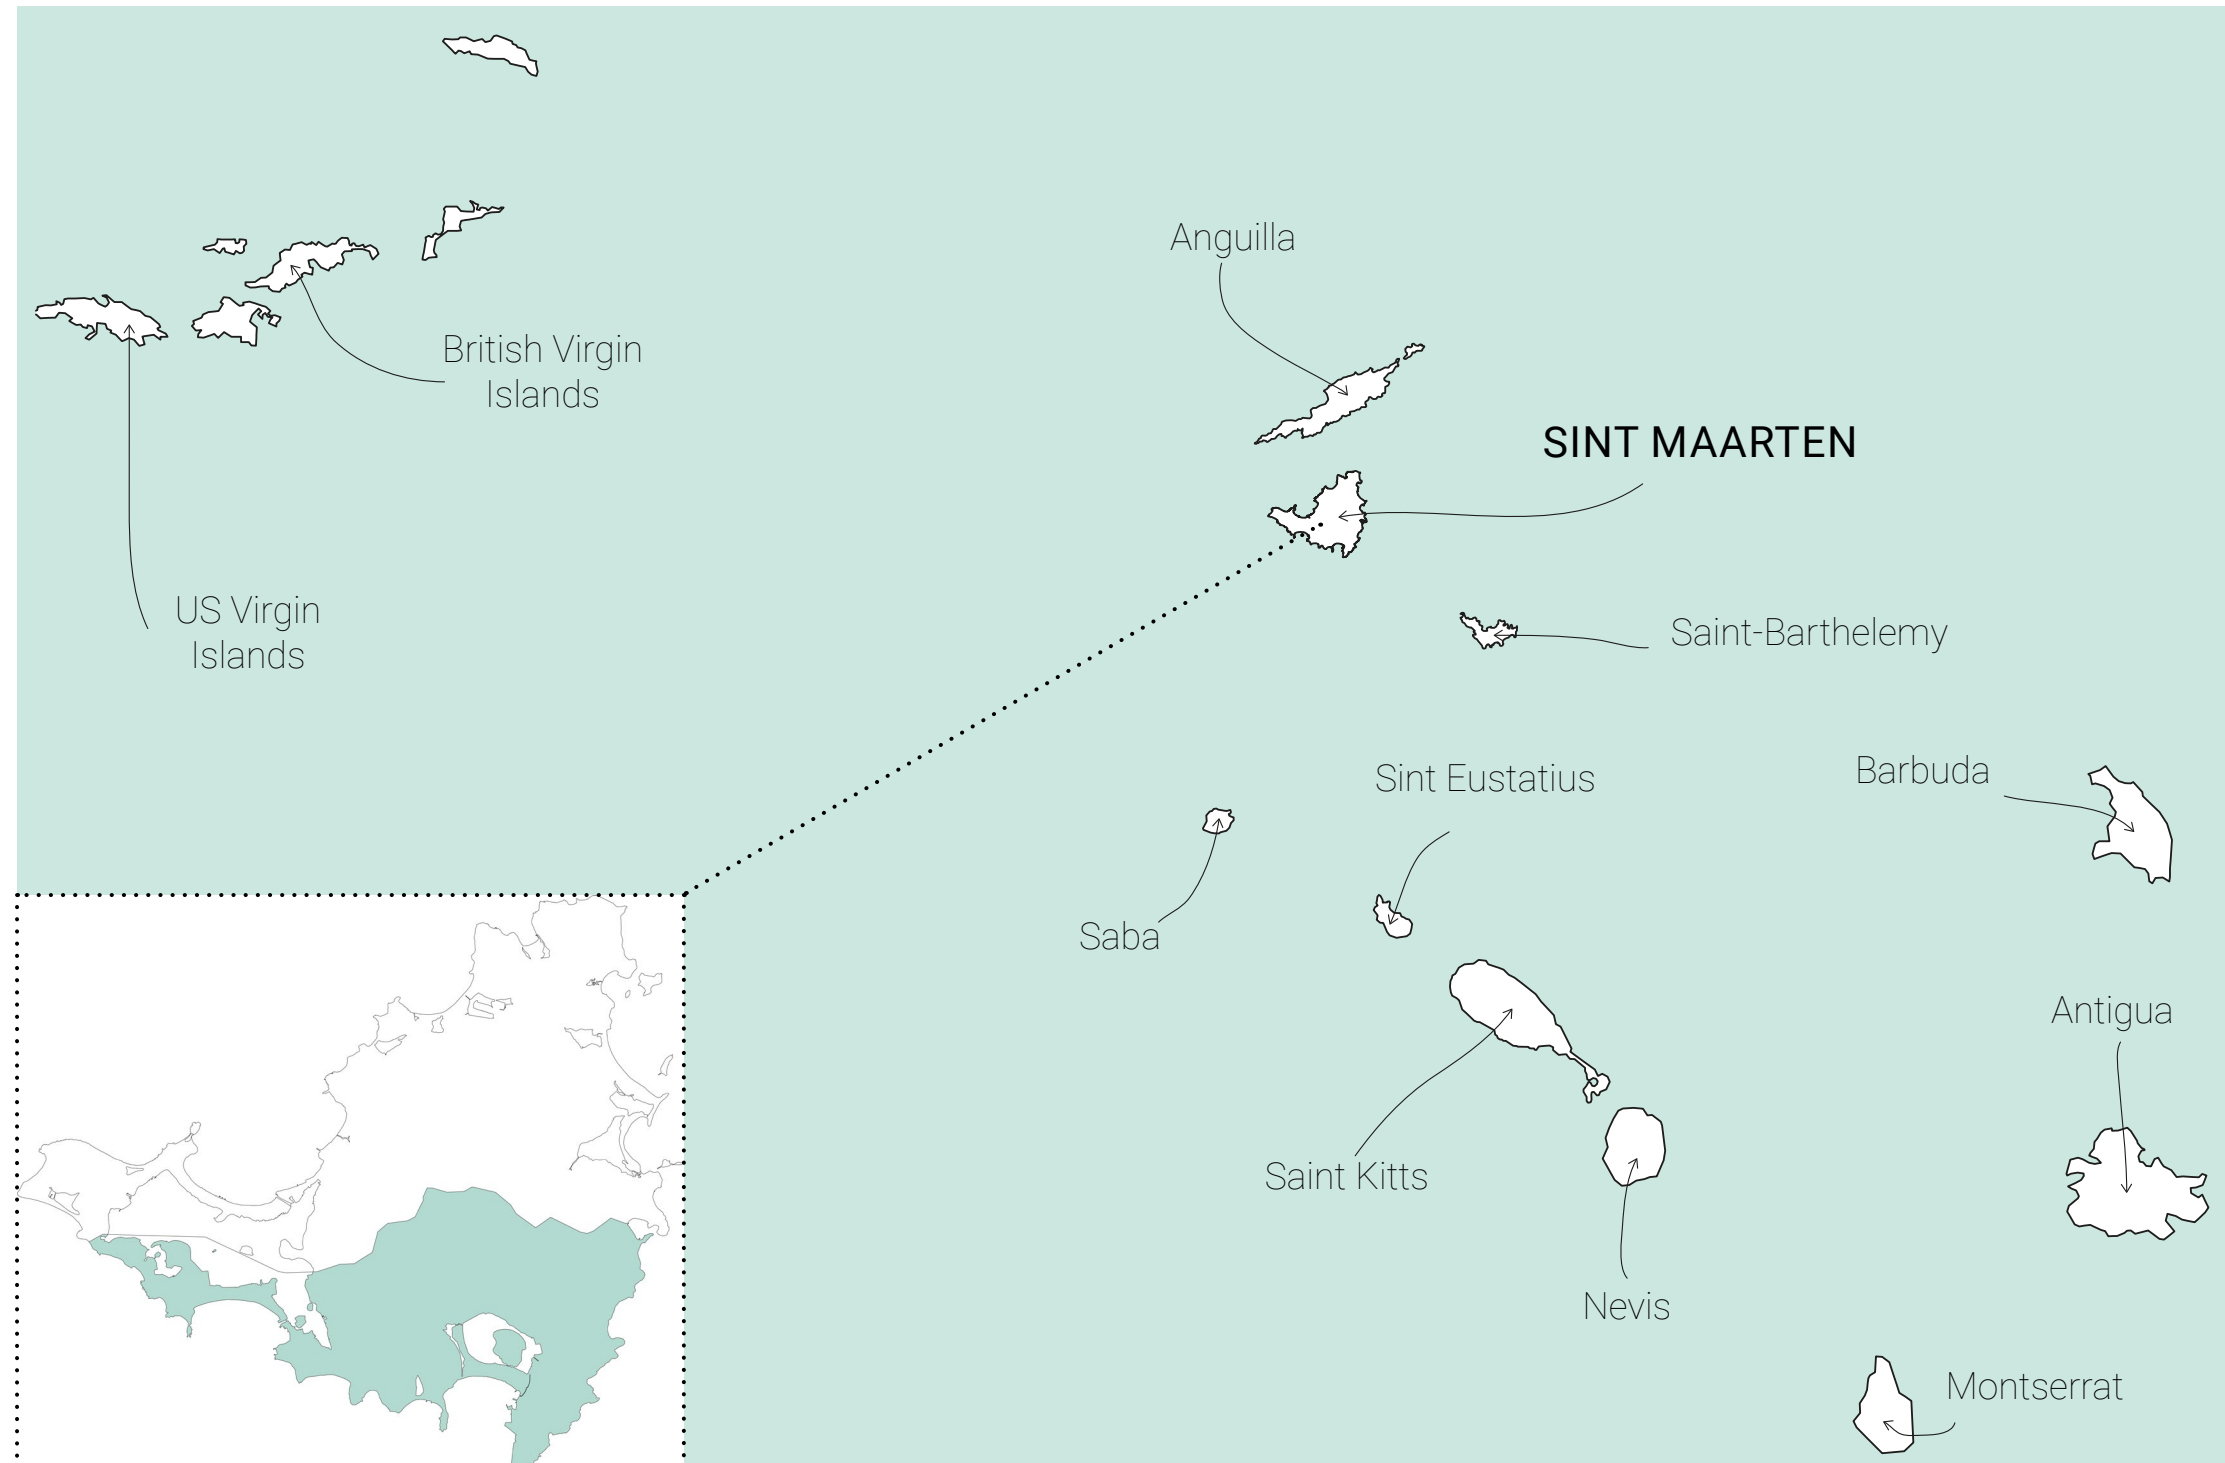 Anguilla
British Virgin
Islands
SINT MAARTEN
US Virgin
Islands
Saint-Barthelemy
Sint Eustatius
Barbuda
Saba
Antigua
Saint Kitts
Nevis
Montserrat